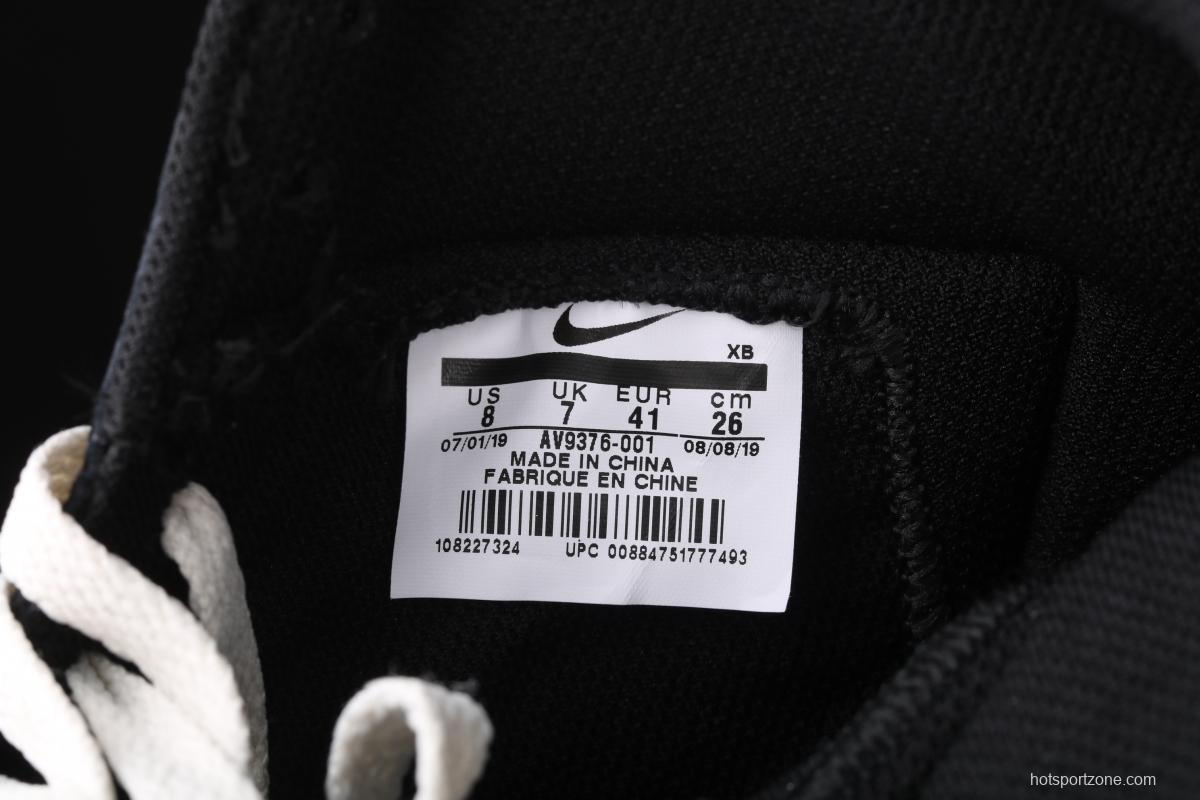 XB
US UK EUR cm
8 7 41 26
07/01/19 AV9376-001 08/08/19
MADE IN CHINA
FABRIQUE EN CHINE
108227324 UPC 00884751777493
hotsportzone.com